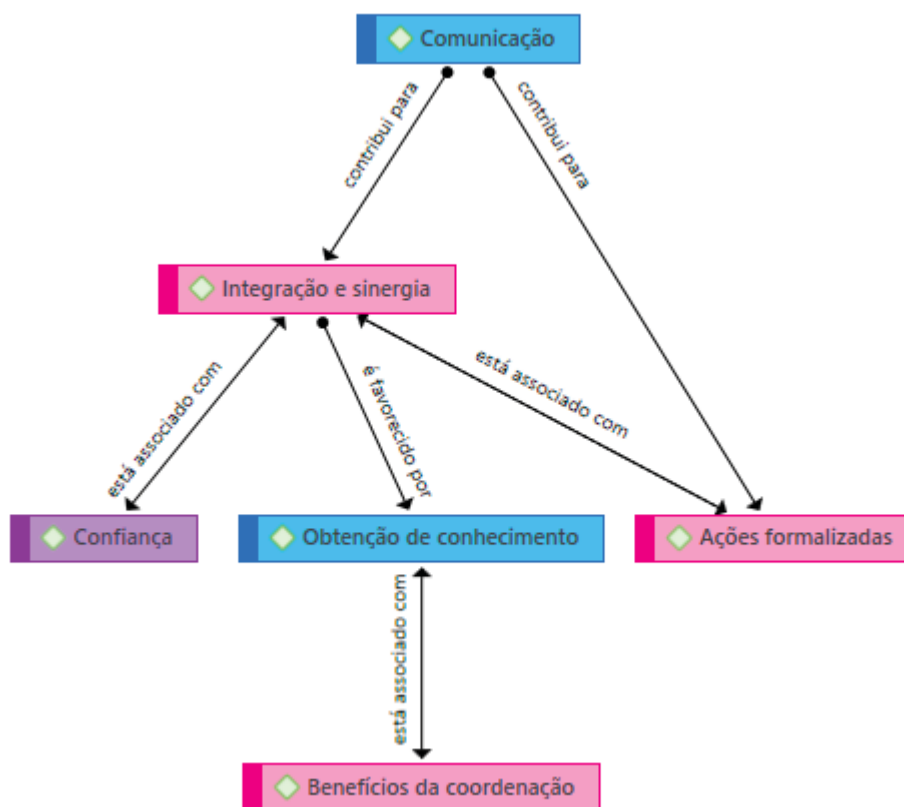 Comunicação
contribui para
contribui para
Integração e sinergia
está associado com
é favorecido por
está associado com
Confiança
Obtenção de conhecimento
Ações formalizadas
está associado com
Benefícios da coordenação